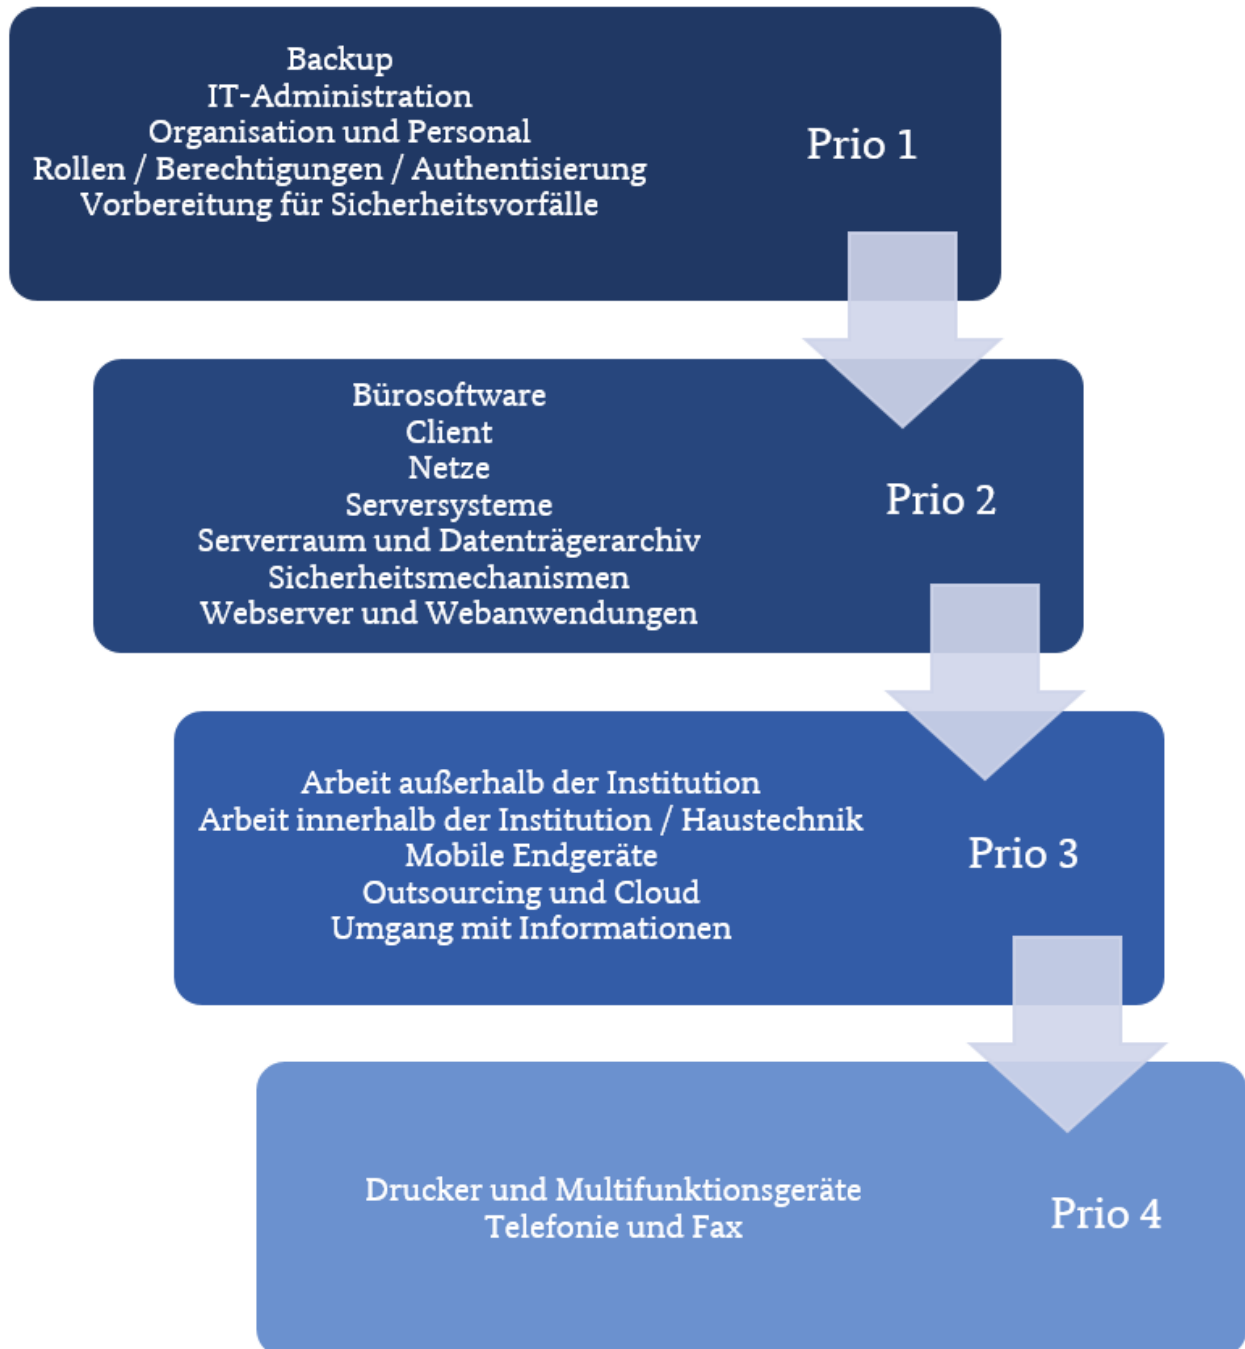 Backup
IT-Administration
Organisation und Personal
Rollen / Berechtigungen / Authentisierung
Vorbereitung für Sicherheitsvorfälle
Prio 1
Bürosoftware
Client
Netze
Serversysteme
Serverraum und Datenträgerarchiv
Sicherheitsmechanismen
Webserver und Webanwendungen
Prio 2
Arbeit außerhalb der Institution
Arbeit innerhalb der Institution / Haustechnik
Mobile Endgeräte
Outsourcing und Cloud
Umgang mit Informationen
Prio 3
Drucker und Multifunktionsgeräte
Telefonie und Fax
Prio 4